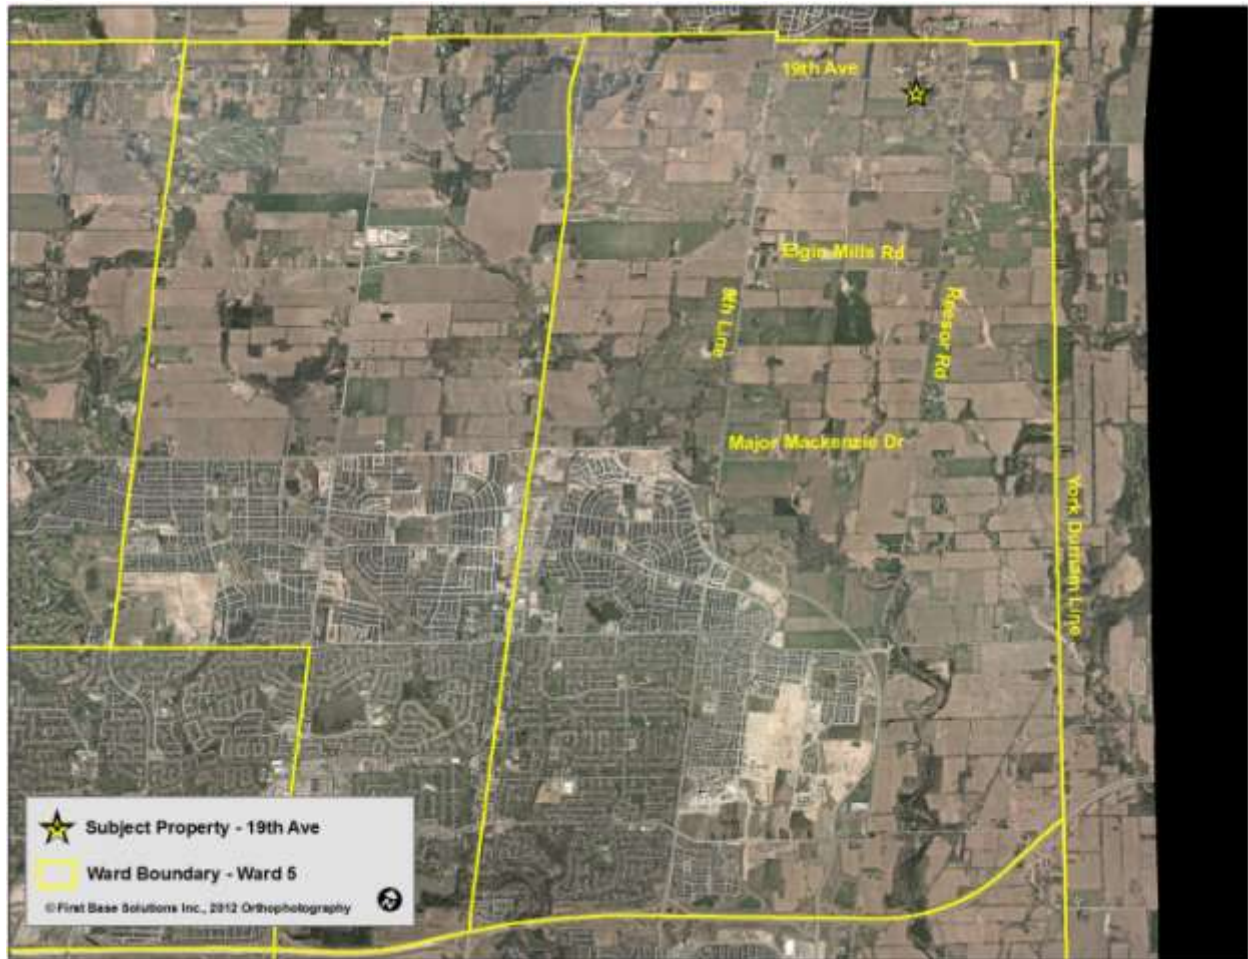 19th Ave
Elgin Mills Rd
9th Line
Reesor Rd
Major Mackenzie Dr
York Durham Line
Subject Property - 19th Ave
Ward Boundary - Ward 5
©First Base Solutions Inc., 2012 Orthophotography